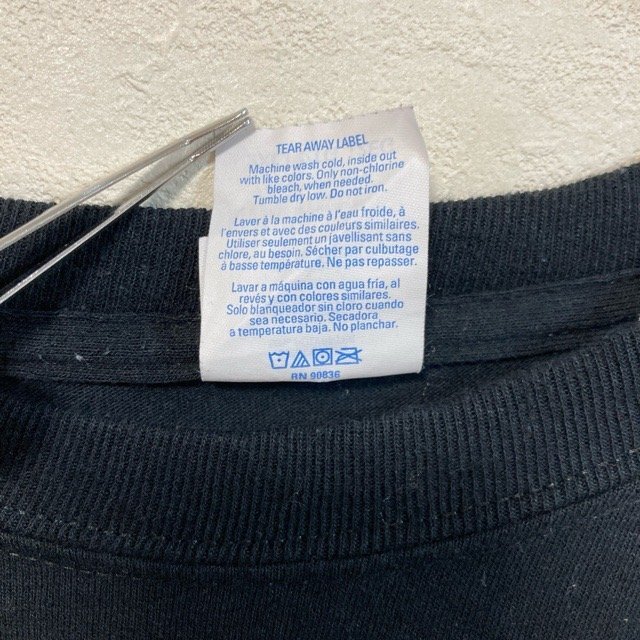 TEAR AWAY LABEL
Machine wash cold, inside out
with like colors. Only non-chlorine
bleach, when needed.
Tumble dry low. Do not iron.
Laver à la machine à l'eau froide, à
l'envers et avec des couleurs similaires.
Utiliser seulement un javellisant sans
chlore, au besoin. Sécher par culbutage
à basse température. Ne pas repasser.
Lavar a máquina con agua fría, al
revés y con colores similares.
Solo blanqueador sin cloro cuando
sea necesario. Secadora
a temperatura baja. No planchar.
RN 90836